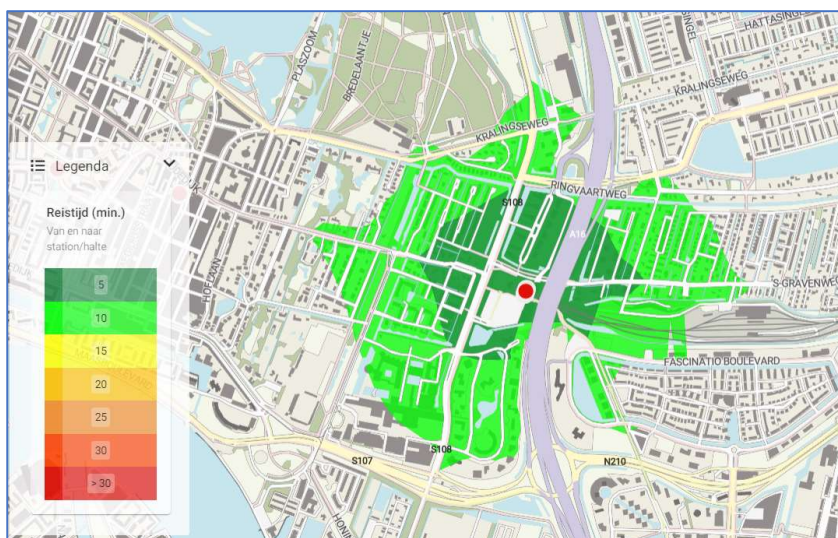 HATTASINGEL
SINGEL
PLASZOOM
BREDELAANTJE
KRALINGSEWEG
KRALINGSEWEG
Legenda
RINGVAARTWEG
Reistijd (min.)
S108
Van en naar
station/halte
A16
HOFLAAN
'S-GRAVENWEG
5
10
15
20
25
30
> 30
FASCINATIO BOULEVARD
S108
S107
N210